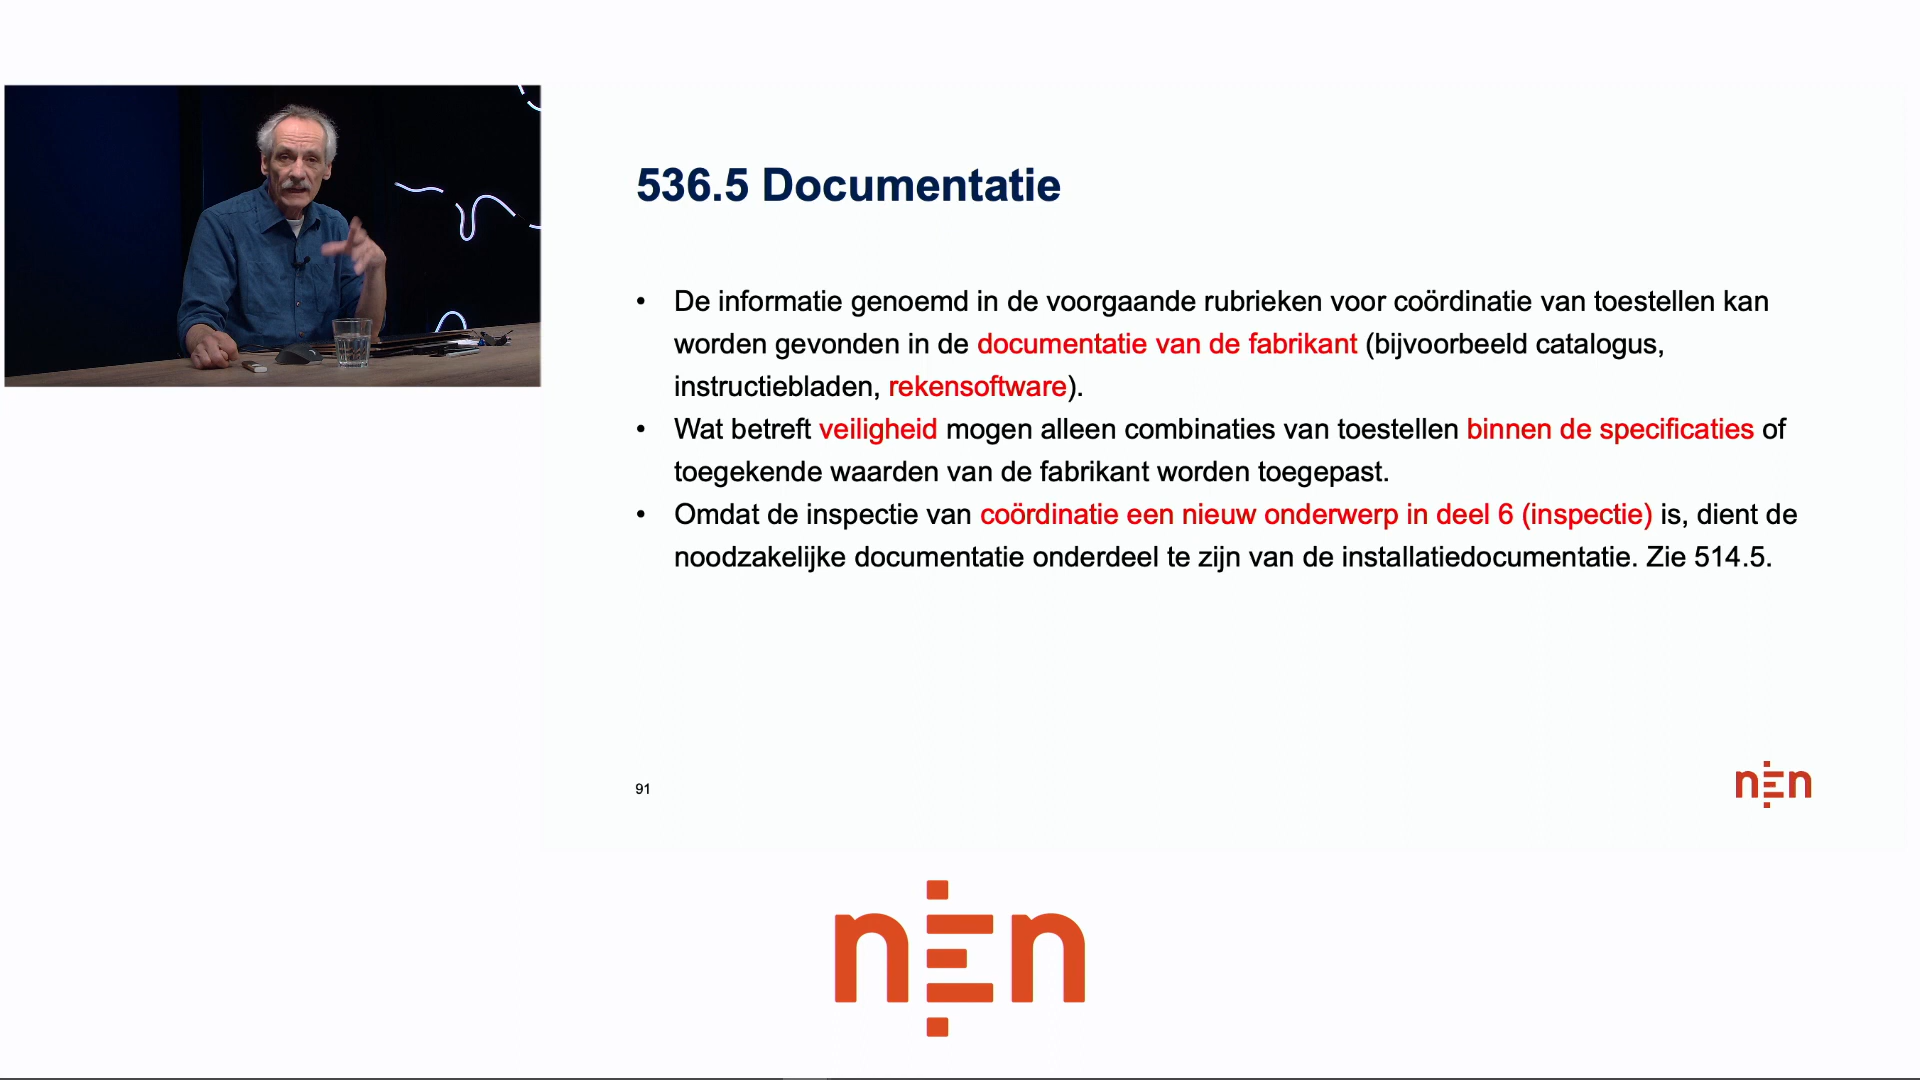 536.5 Documentatie
• De informatie genoemd in de voorgaande rubrieken voor coördinatie van toestellen kan
worden gevonden in de documentatie van de fabrikant (bijvoorbeeld catalogus,
instructiebladen, rekensoftware).
• Wat betreft veiligheid mogen alleen combinaties van toestellen binnen de specificaties of
toegekende waarden van de fabrikant worden toegepast.
• Omdat de inspectie van coördinatie een nieuw onderwerp in deel 6 (inspectie) is, dient de
noodzakelijke documentatie onderdeel te zijn van de installatiedocumentatie. Zie 514.5.
91
nEn
nEn